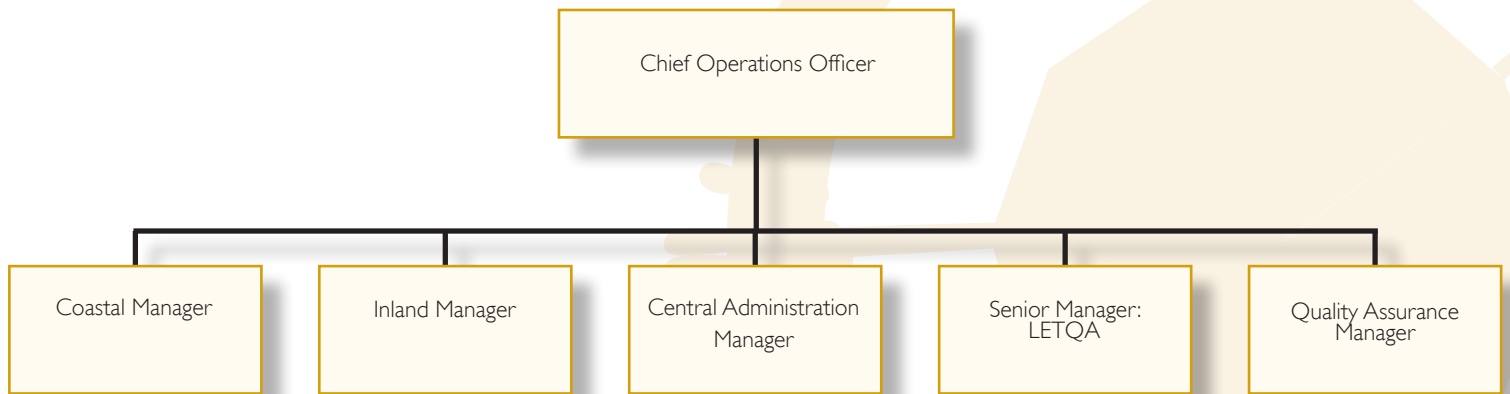 Chief Operations Officer
Coastal Manager
Inland Manager
Central Administration
Manager
Senior Manager:
LETQA
Quality Assurance
Manager